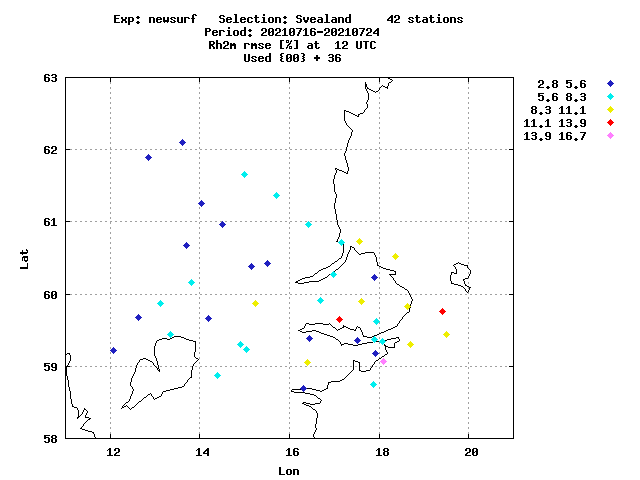 Exp: newsurf   Selection: Svealand     42 stations
Period: 20210716-20210724
Rh2m rmse [%] at  12 UTC
Used {00} + 36
2.8 5.6
5.6 8.3
8.3 11.1
11.1 13.9
13.9 16.7
63
62
61
60
59
58
Lat
12 14 16 18 20
Lon